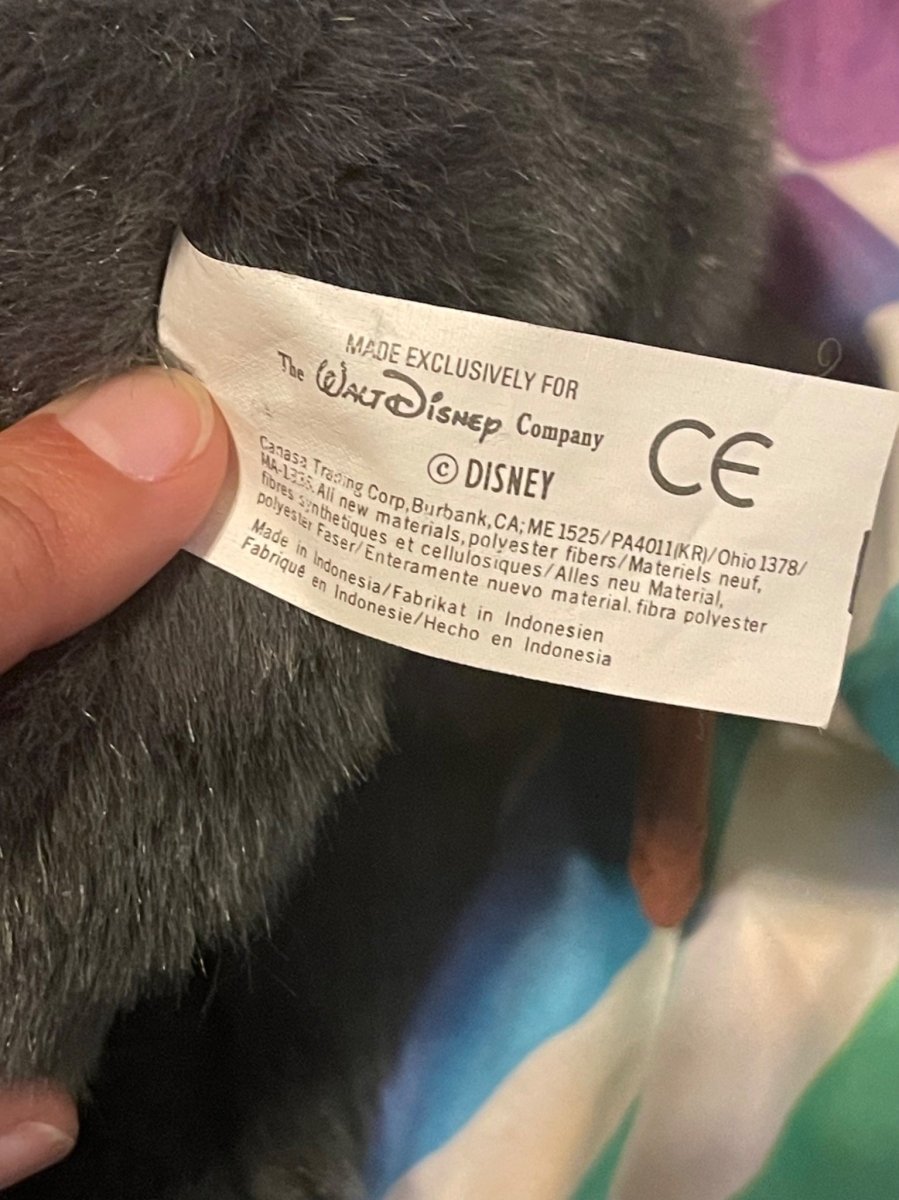 MADE EXCLUSIVELY FOR
The WALT DISNEY Company
© DISNEY
CE
Canasa Trading Corp,Burbank,CA; ME 1525/PA4011(KR)/Ohio 1378/
MA-1335.All new materials,polyester fibers/Materiels neuf,
fibres synthetiques et cellulosiques/Alles neu Material,
polyester Faser/Enteramente nuevo material. fibra polyester
Made in Indonesia/Fabrikat in Indonesien
Fabriqué en Indonesie/Hecho en Indonesia